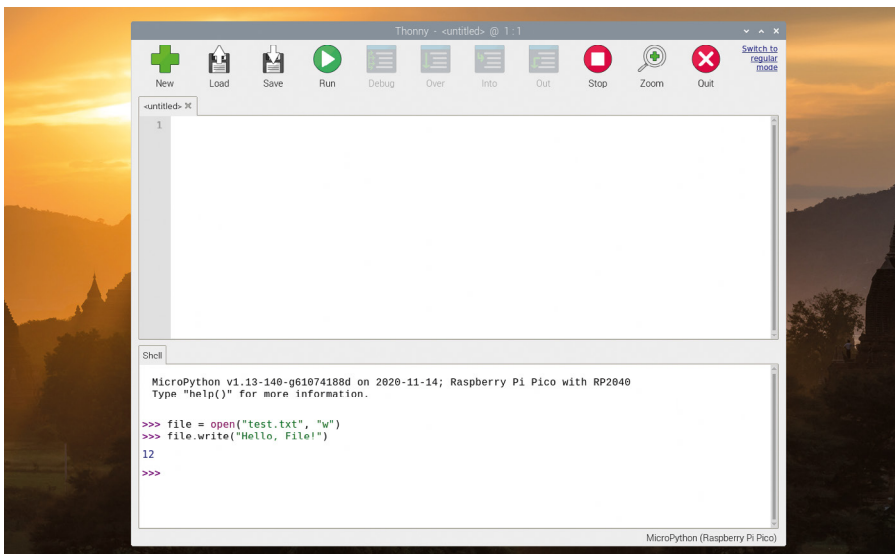 Thonny - <untitled> @ 1:1
New Load Save Run Debug Over Into Out Stop Zoom Quit
Switch to
regular
mode
<untitled>
1
Shell
MicroPython v1.13-140-g61074188d on 2020-11-14; Raspberry Pi Pico with RP2040
Type "help()" for more information.
>>> file = open("test.txt", "w")
>>> file.write("Hello, File!")
12
>>>
MicroPython (Raspberry Pi Pico)